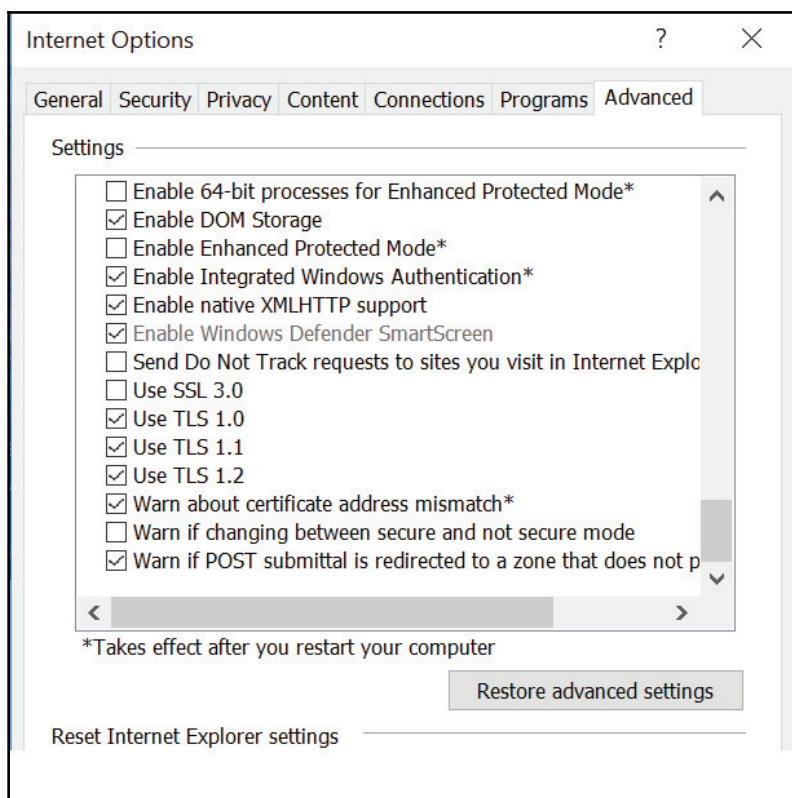 Internet Options
General Security Privacy Content Connections Programs Advanced
Settings
Enable 64-bit processes for Enhanced Protected Mode*
Enable DOM Storage
Enable Enhanced Protected Mode*
Enable Integrated Windows Authentication*
Enable native XMLHTTP support
Enable Windows Defender SmartScreen
Send Do Not Track requests to sites you visit in Internet Explo
Use SSL 3.0
Use TLS 1.0
Use TLS 1.1
Use TLS 1.2
Warn about certificate address mismatch*
Warn if changing between secure and not secure mode
Warn if POST submittal is redirected to a zone that does not p
*Takes effect after you restart your computer
Restore advanced settings
Reset Internet Explorer settings